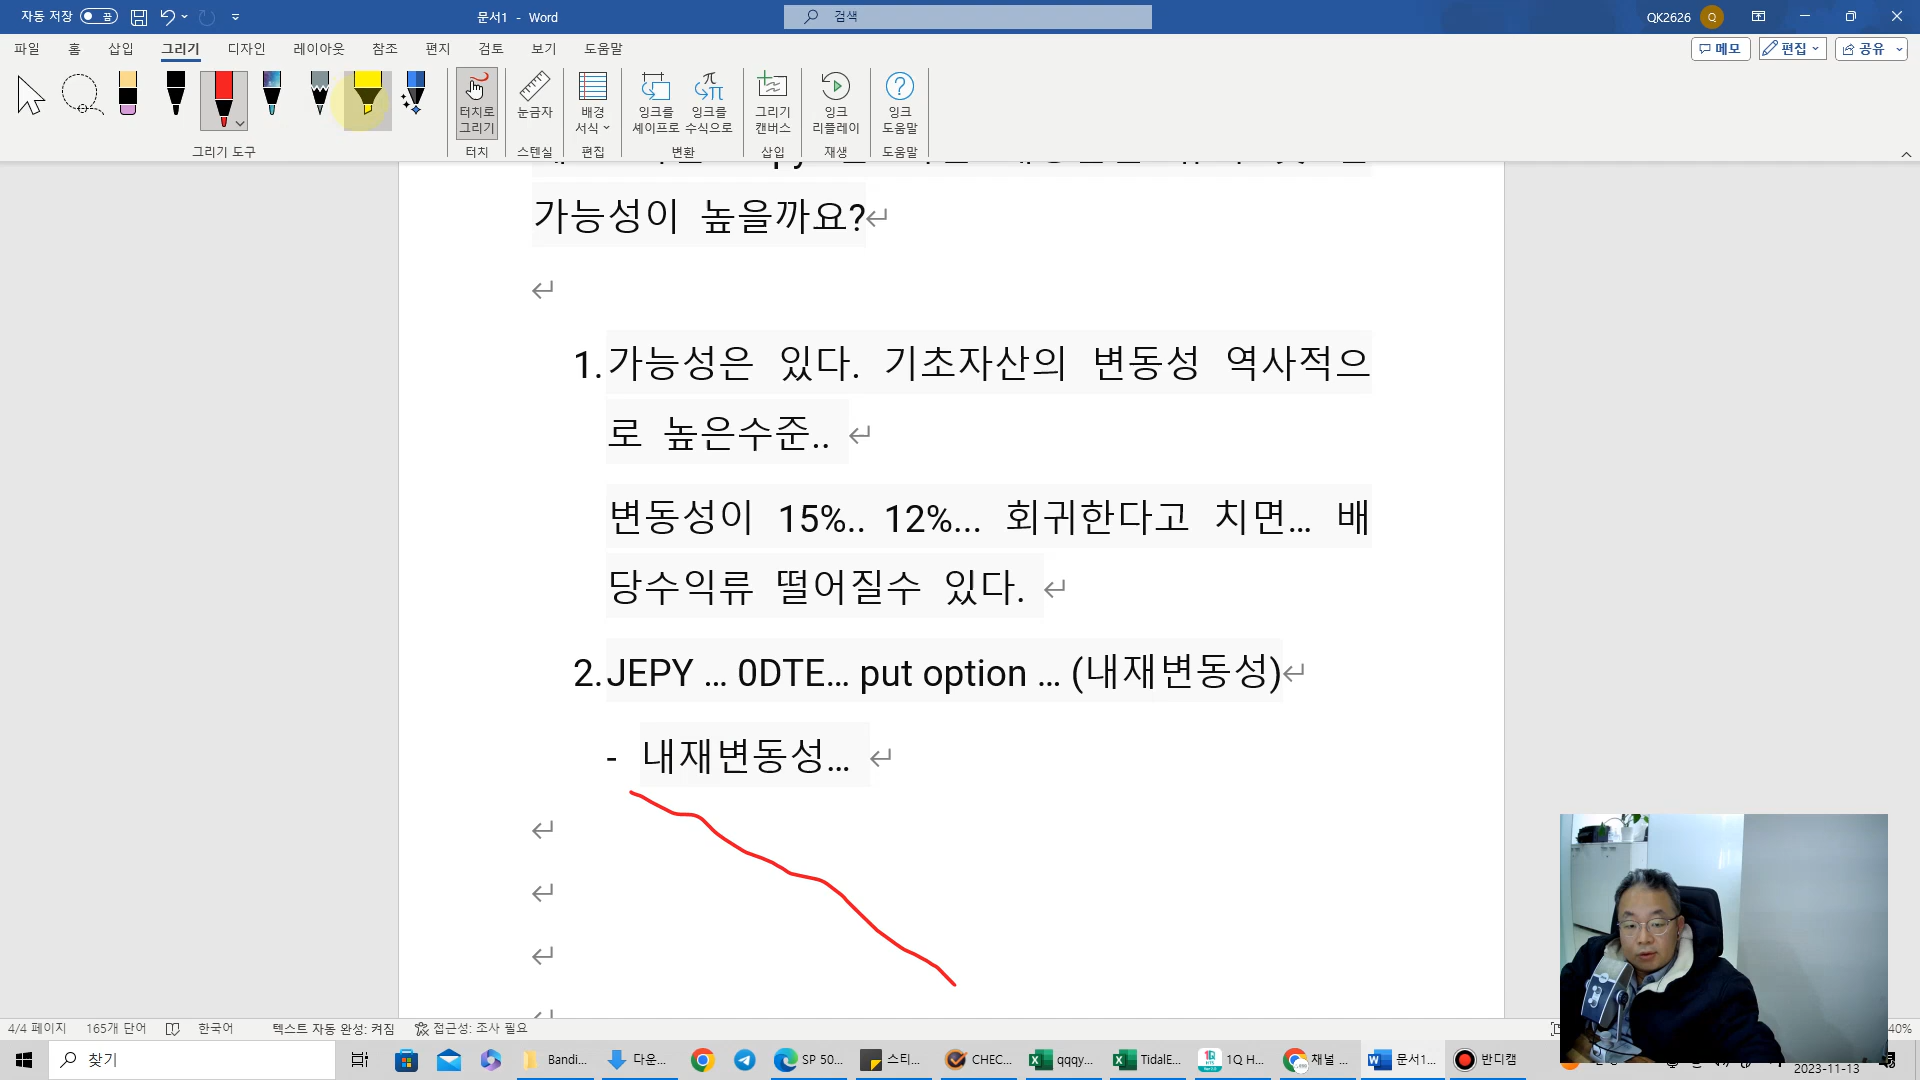 자동 저장 끔 문서1 - Word 검색 QK2626 Q
파일 홈 삽입 그리기 디자인 레이아웃 참조 편지 검토 보기 도움말 메모 편집 공유
터치로 그리기
눈금자
배경 서식
잉크를 셰이프로
잉크를 수식으로
그리기 캔버스
잉크 리플레이
잉크 도움말
그리기 도구 터치 스텐실 편집 변환 삽입 재생 도움말
가능성이 높을까요?
1. 가능성은 있다. 기초자산의 변동성 역사적으
로 높은수준..
변동성이 15%.. 12%... 회귀한다고 치면... 배
당수익류 떨어질수 있다.
2. JEPY ... 0DTE... put option ... (내재변동성)
- 내재변동성...
4/4 페이지 165개 단어 한국어 텍스트 자동 완성: 켜짐 접근성: 조사 필요 40%
찾기 Bandi... 다운... SP 50... 스티... CHEC... qqqy... TidalE... 1Q H... 채널 ... 문서1... 반디캠
2023-11-13